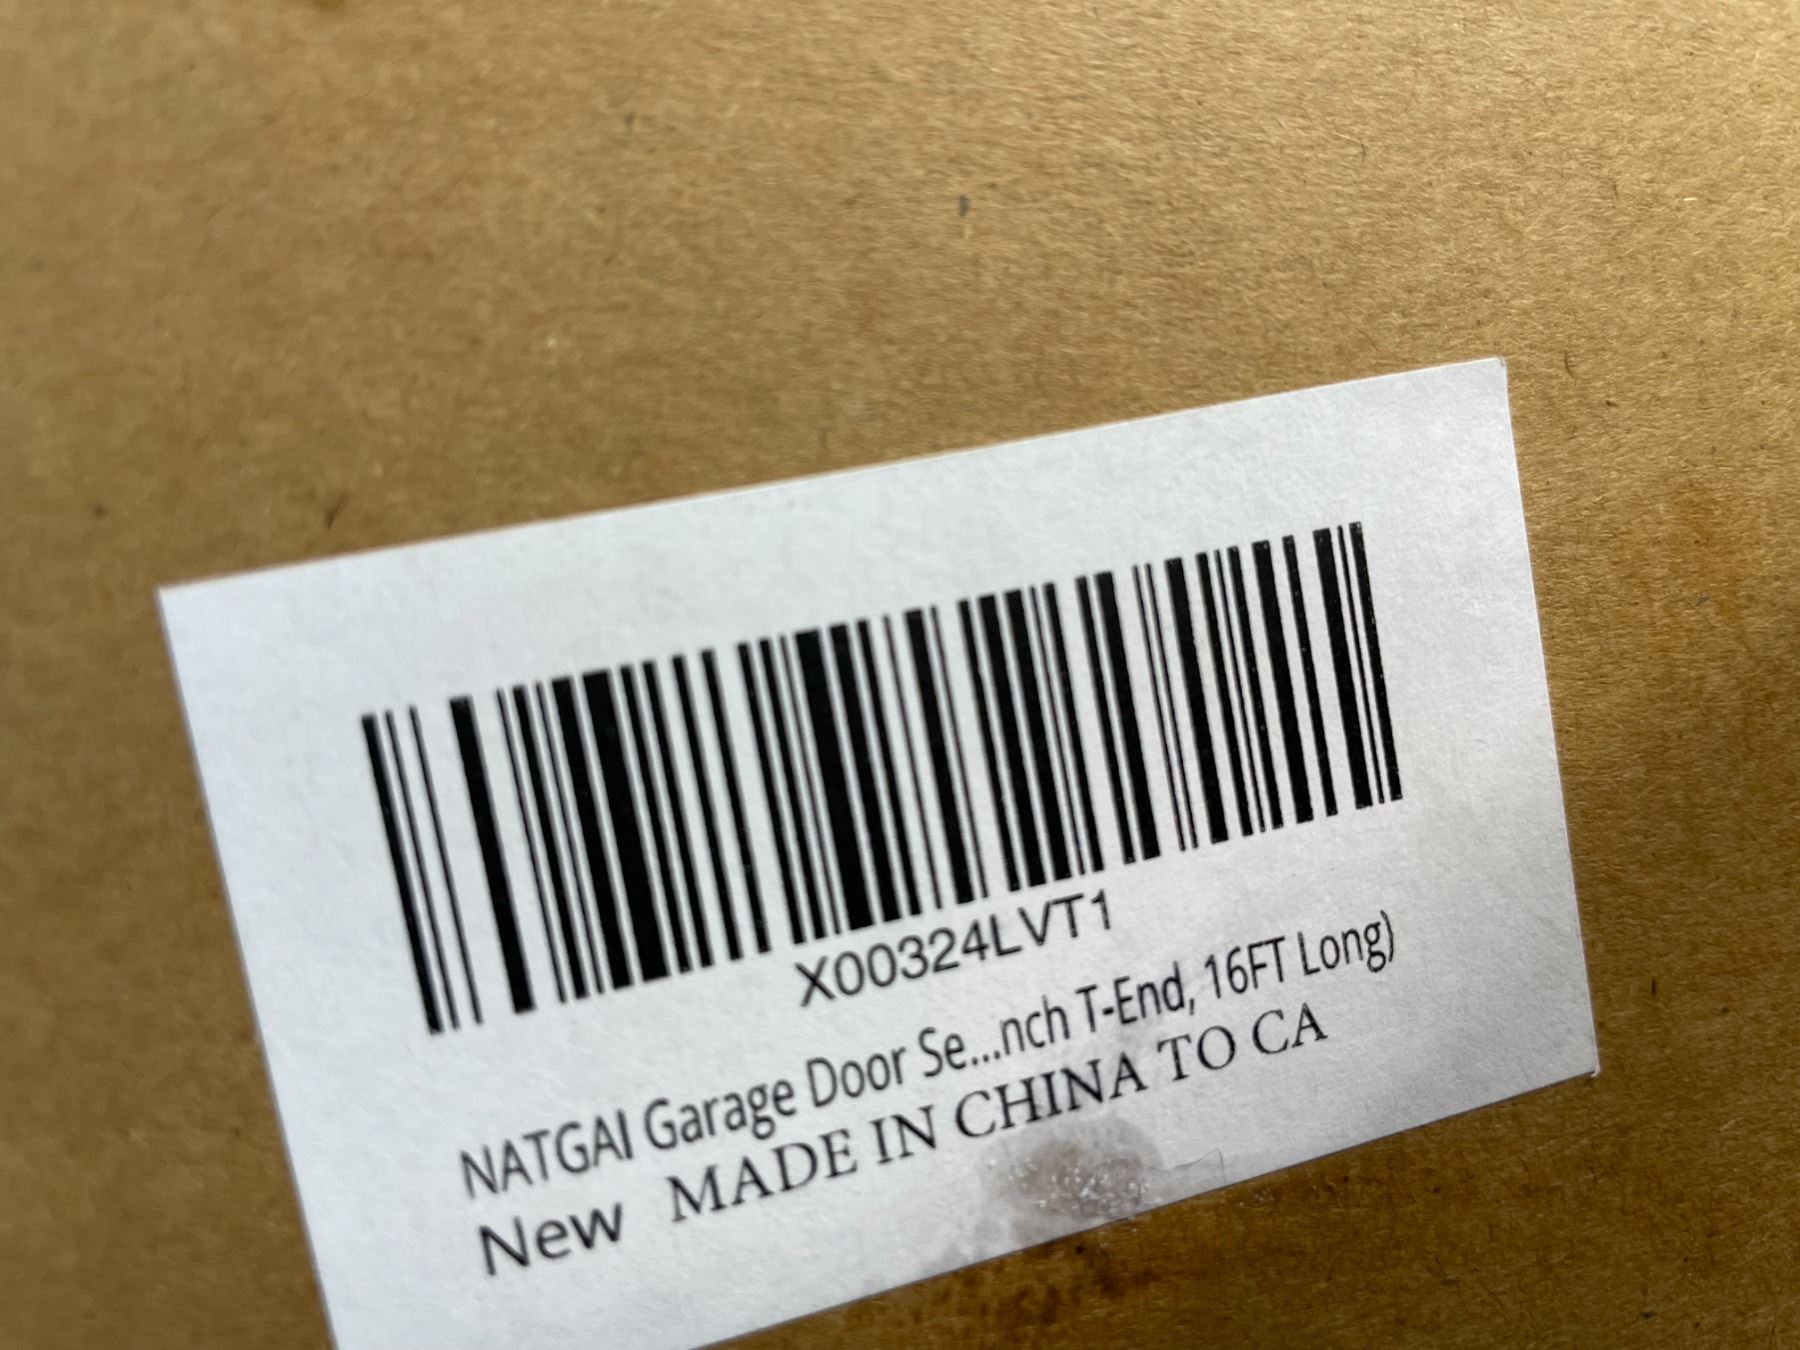 X00324LVT1
NATGAI Garage Door Se...nch T-End, 16FT Long)
New MADE IN CHINA TO CA